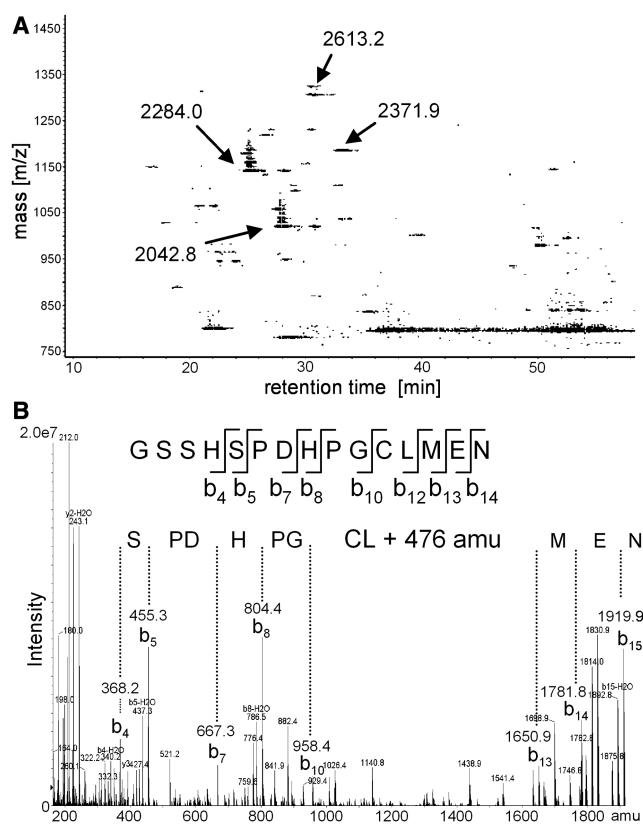 A
1450
2613.2
1350
2284.0
1250
2371.9
1150
1050
2042.8
950
850
750
mass [m/z]
10 20 30 40 50
retention time [min]
B
2.0e7
212.0
G S S H S P D H P G C L M E N
y2-H2O
243.1
b4 b5 b7 b8 b10 b12 b13 b14
S PD H PG CL + 476 amu M E N
455.3
b5
804.4
b8
1919.9
b15
180.0
1830.9
1814.0
368.2
b4
b5-H2O
437.3
b8-H2O
786.5
1781.8
b14
b15-H2O
1892.8
198.0
667.3
b7
776.4
882.4
958.4
b10
1650.9
b13
1698.9
1782.8
164.0
260.1
322.2
b4-H2O
340.2
332.3
y3
427.4
521.2
759.6
841.9
929.4
1026.4
1140.8
1438.9
1541.4
1746.8
1875.8
Intensity
0
200 400 600 800 1000 1200 1400 1600 1800 amu